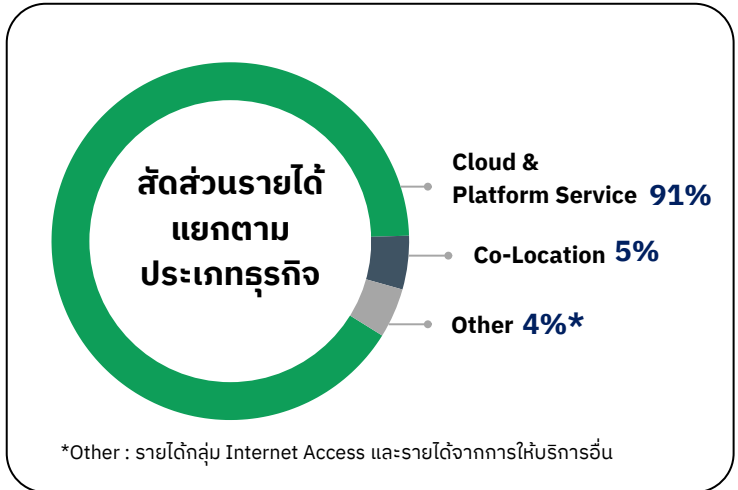 สัดส่วนรายได้
แยกตาม
ประเภทธุรกิจ
Cloud &
Platform Service 91%
Co-Location 5%
Other 4%*
*Other : รายได้กลุ่ม Internet Access และรายได้จากการให้บริการอื่น